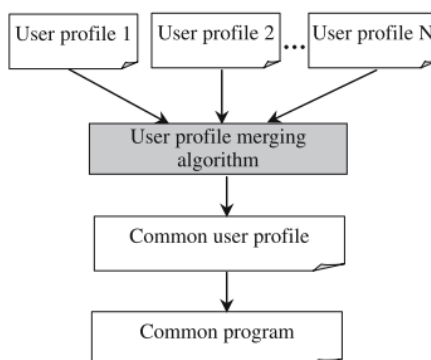 User profile 1 User profile 2 ... User profile N
User profile merging
algorithm
Common user profile
Common program